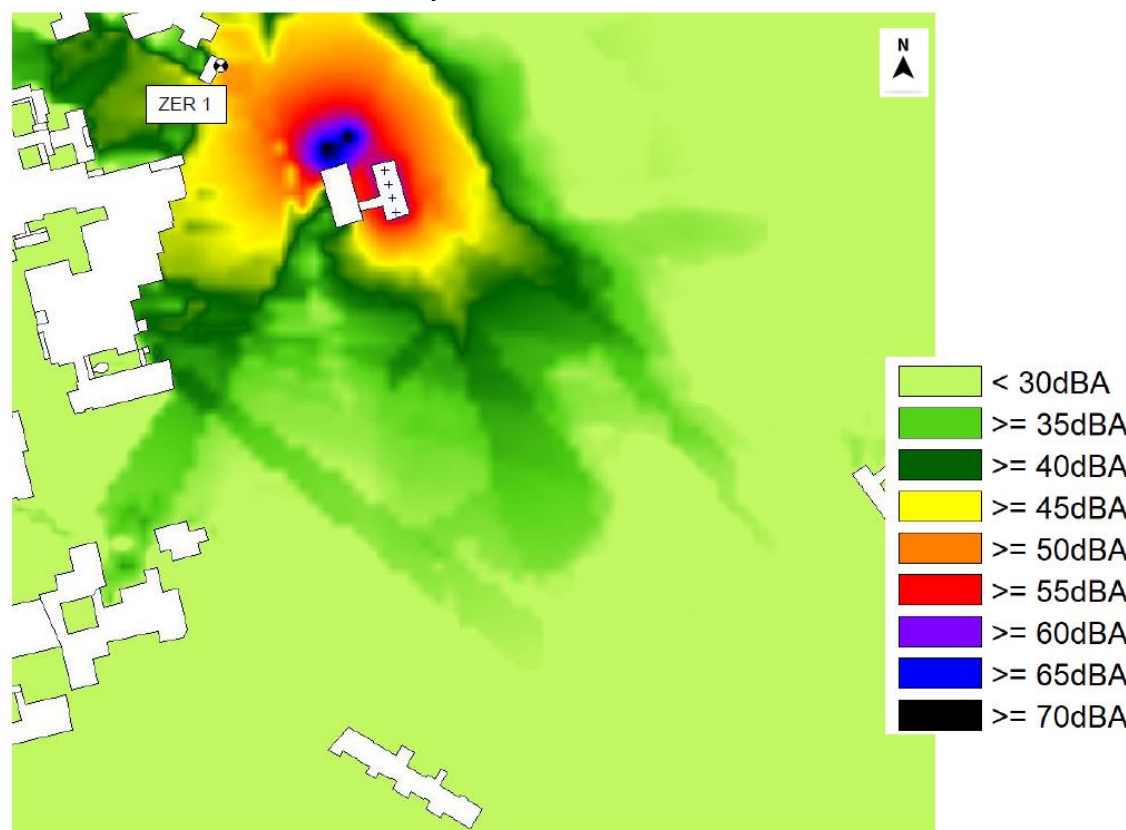 N
ZER 1
< 30dBA
>= 35dBA
>= 40dBA
>= 45dBA
>= 50dBA
>= 55dBA
>= 60dBA
>= 65dBA
>= 70dBA